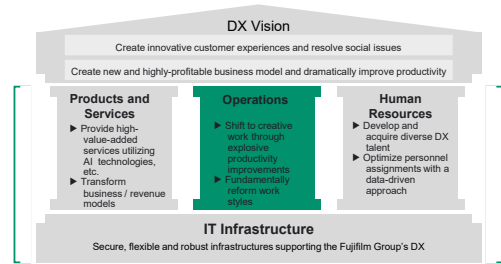 DX Vision
Create innovative customer experiences and resolve social issues
Create new and highly-profitable business model and dramatically improve productivity
Products and
Services
▶ Provide high-
value-added
services utilizing
AI technologies,
etc.
▶ Transform
business / revenue
models
Operations
▶ Shift to creative
work through
explosive
productivity
improvements
▶ Fundamentally
reform work
styles
Human
Resources
▶ Develop and
acquire diverse DX
talent
▶ Optimize personnel
assignments with a
data-driven
approach
IT Infrastructure
Secure, flexible and robust infrastructures supporting the Fujifilm Group's DX